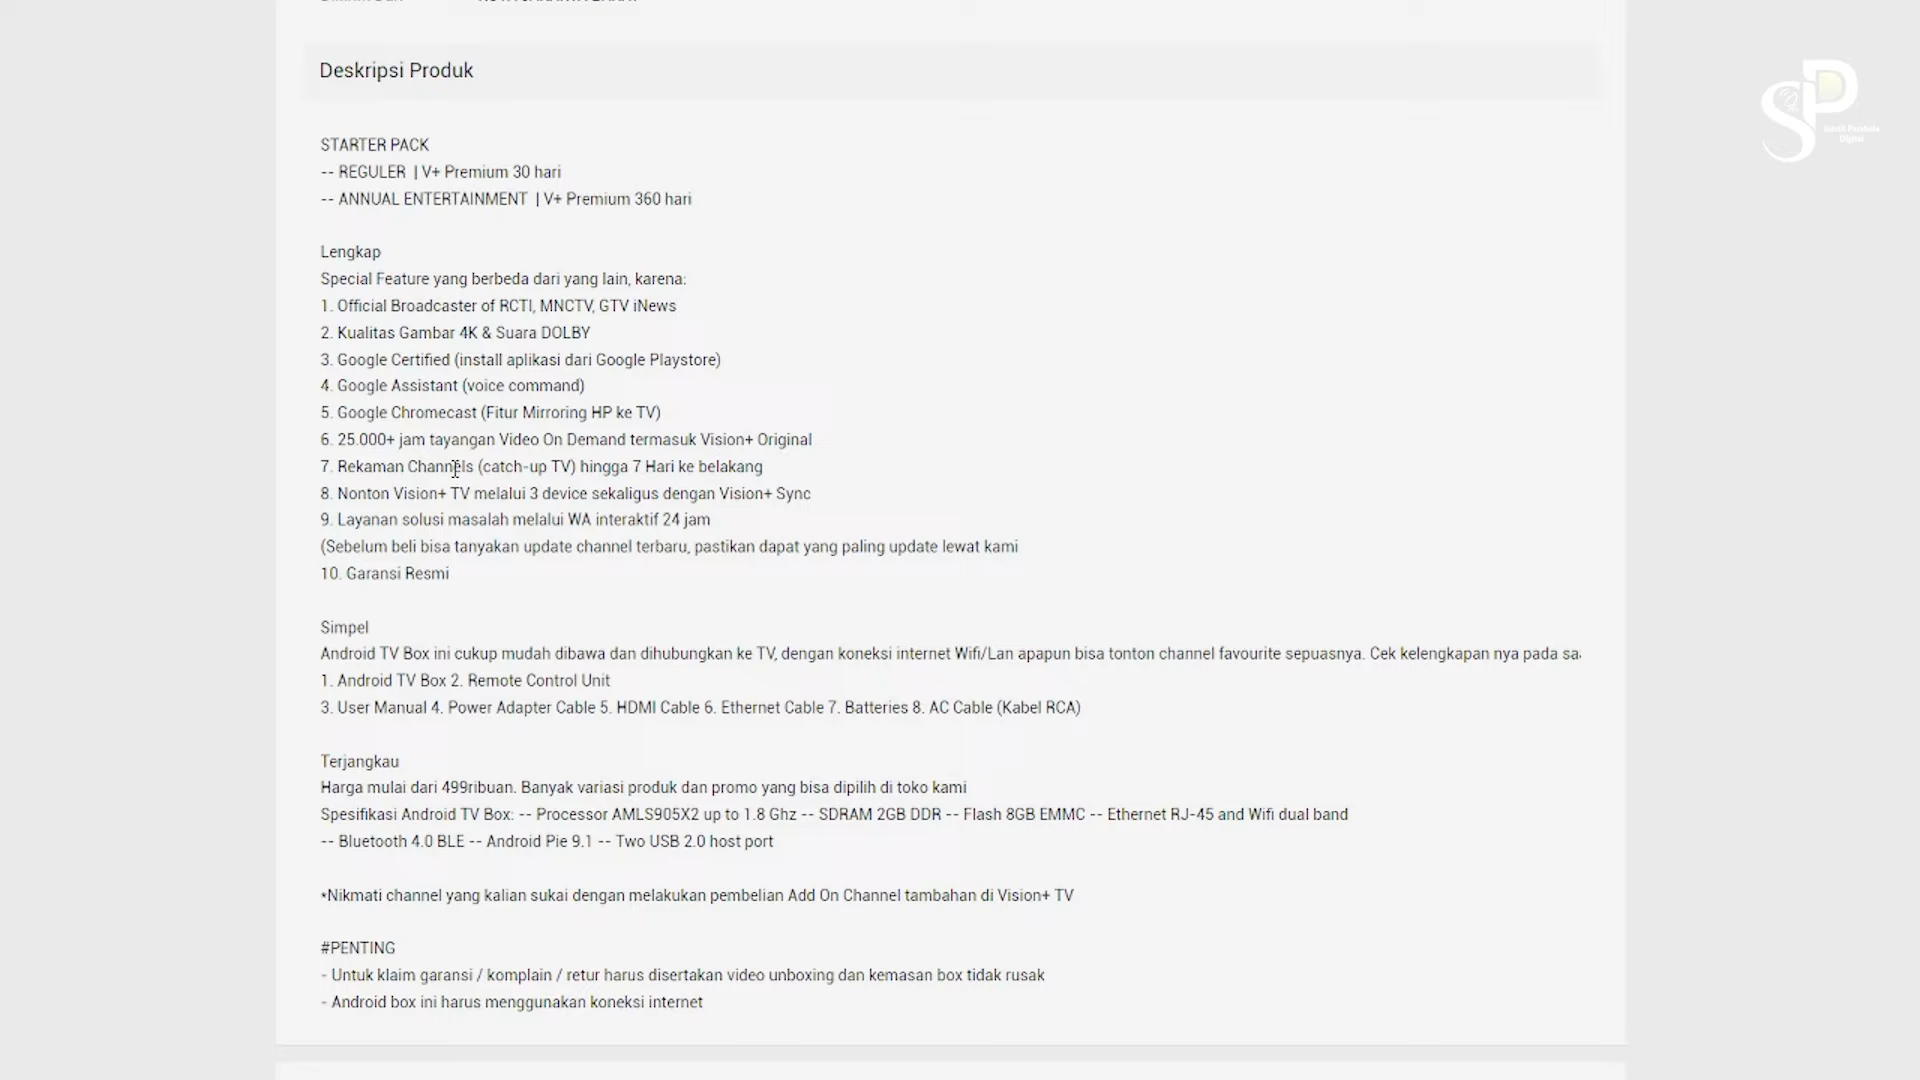 Deskripsi Produk
STARTER PACK
-- REGULER | V+ Premium 30 hari
-- ANNUAL ENTERTAINMENT | V+ Premium 360 hari
Lengkap
Special Feature yang berbeda dari yang lain, karena:
1. Official Broadcaster of RCTI, MNCTV, GTV iNews
2. Kualitas Gambar 4K & Suara DOLBY
3. Google Certified (install aplikasi dari Google Playstore)
4. Google Assistant (voice command)
5. Google Chromecast (Fitur Mirroring HP ke TV)
6. 25.000+ jam tayangan Video On Demand termasuk Vision+ Original
7. Rekaman Channels (catch-up TV) hingga 7 Hari ke belakang
8. Nonton Vision+ TV melalui 3 device sekaligus dengan Vision+ Sync
9. Layanan solusi masalah melalui WA interaktif 24 jam
(Sebelum beli bisa tanyakan update channel terbaru, pastikan dapat yang paling update lewat kami
10. Garansi Resmi
Simpel
Android TV Box ini cukup mudah dibawa dan dihubungkan ke TV, dengan koneksi internet Wifi/Lan apapun bisa tonton channel favourite sepuasnya. Cek kelengkapan nya pada
1. Android TV Box 2. Remote Control Unit
3. User Manual 4. Power Adapter Cable 5. HDMI Cable 6. Ethernet Cable 7. Batteries 8. AC Cable (Kabel RCA)
Terjangkau
Harga mulai dari 499ribuan. Banyak variasi produk dan promo yang bisa dipilih di toko kami
Spesifikasi Android TV Box: -- Processor AMLS905X2 up to 1.8 Ghz -- SDRAM 2GB DDR -- Flash 8GB EMMC -- Ethernet RJ-45 and Wifi dual band
-- Bluetooth 4.0 BLE -- Android Pie 9.1 -- Two USB 2.0 host port
*Nikmati channel yang kalian sukai dengan melakukan pembelian Add On Channel tambahan di Vision+ TV
#PENTING
- Untuk klaim garansi / komplain / retur harus disertakan video unboxing dan kemasan box tidak rusak
- Android box ini harus menggunakan koneksi internet